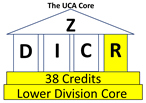 The UCA Core
Z
D I C R
38 Credits
Lower Division Core